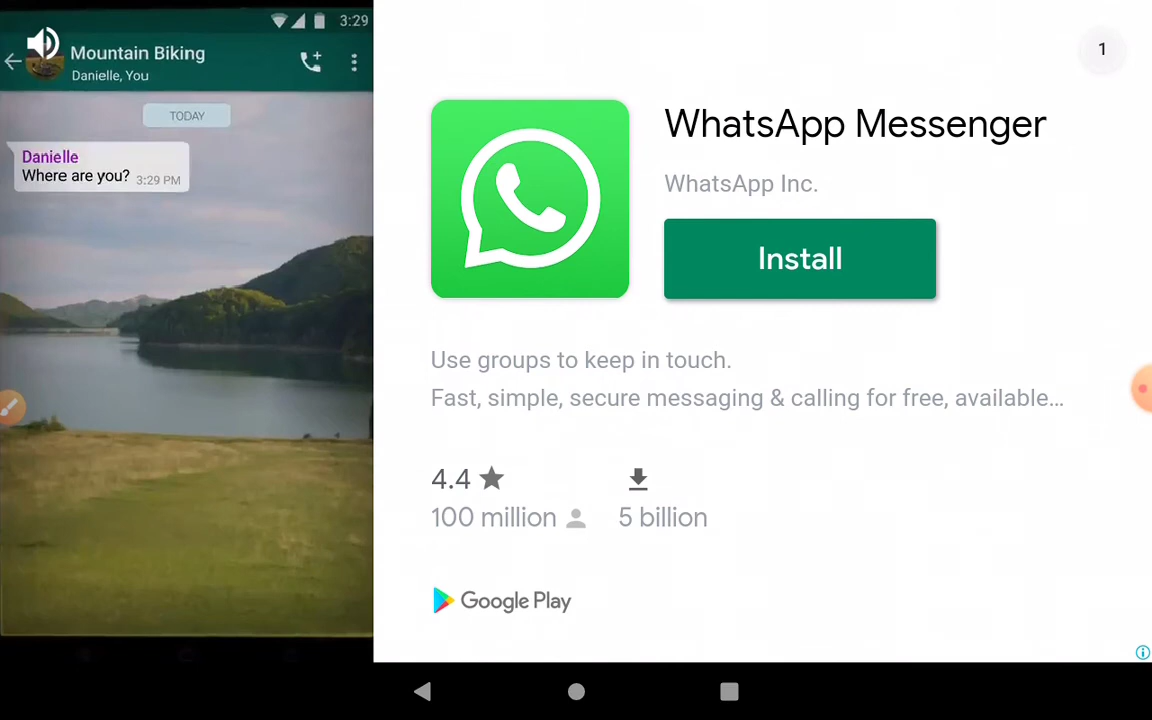 3:29
Mountain Biking
Danielle, You
TODAY
Danielle
Where are you? 3:29 PM
1
WhatsApp Messenger
WhatsApp Inc.
Install
Use groups to keep in touch.
Fast, simple, secure messaging & calling for free, available...
4.4
100 million
5 billion
Google Play